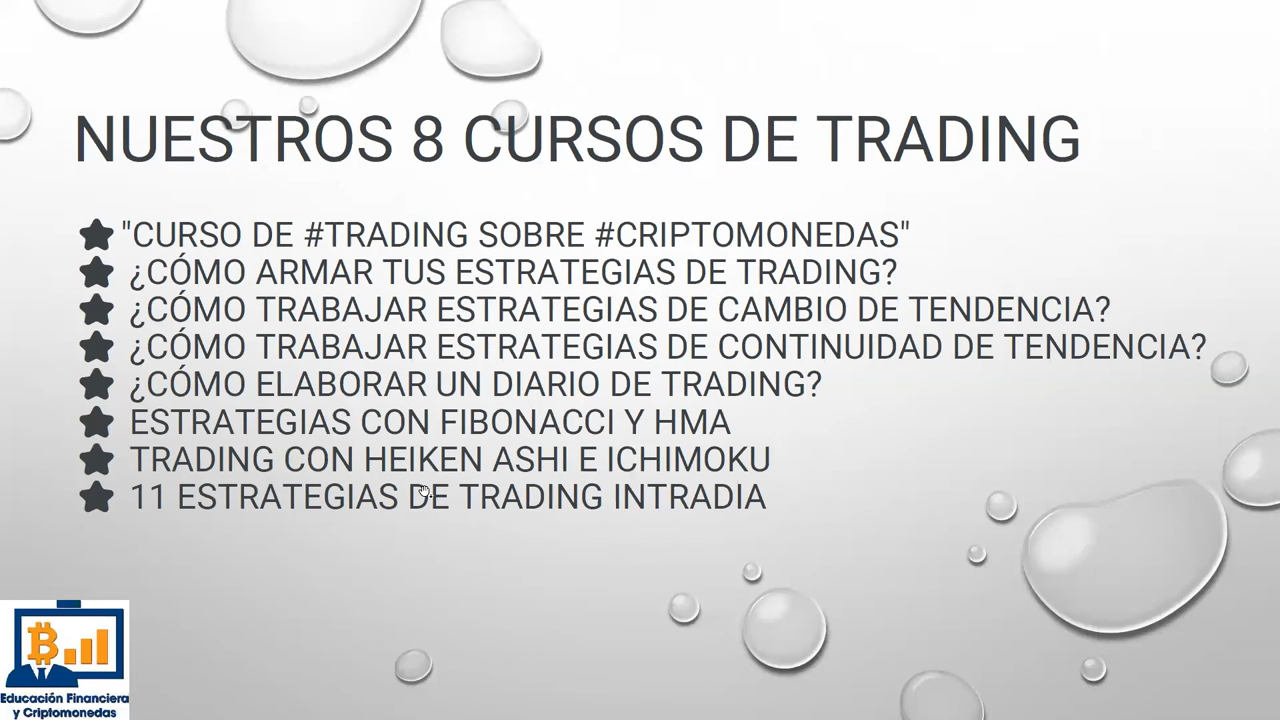 NUESTROS 8 CURSOS DE TRADING
"CURSO DE #TRADING SOBRE #CRIPTOMONEDAS"
¿CÓMO ARMAR TUS ESTRATEGIAS DE TRADING?
¿CÓMO TRABAJAR ESTRATEGIAS DE CAMBIO DE TENDENCIA?
¿CÓMO TRABAJAR ESTRATEGIAS DE CONTINUIDAD DE TENDENCIA?
¿CÓMO ELABORAR UN DIARIO DE TRADING?
ESTRATEGIAS CON FIBONACCI Y HMA
TRADING CON HEIKEN ASHI E ICHIMOKU
11 ESTRATEGIAS DE TRADING INTRADIA
Educación Financiera
y Criptomonedas